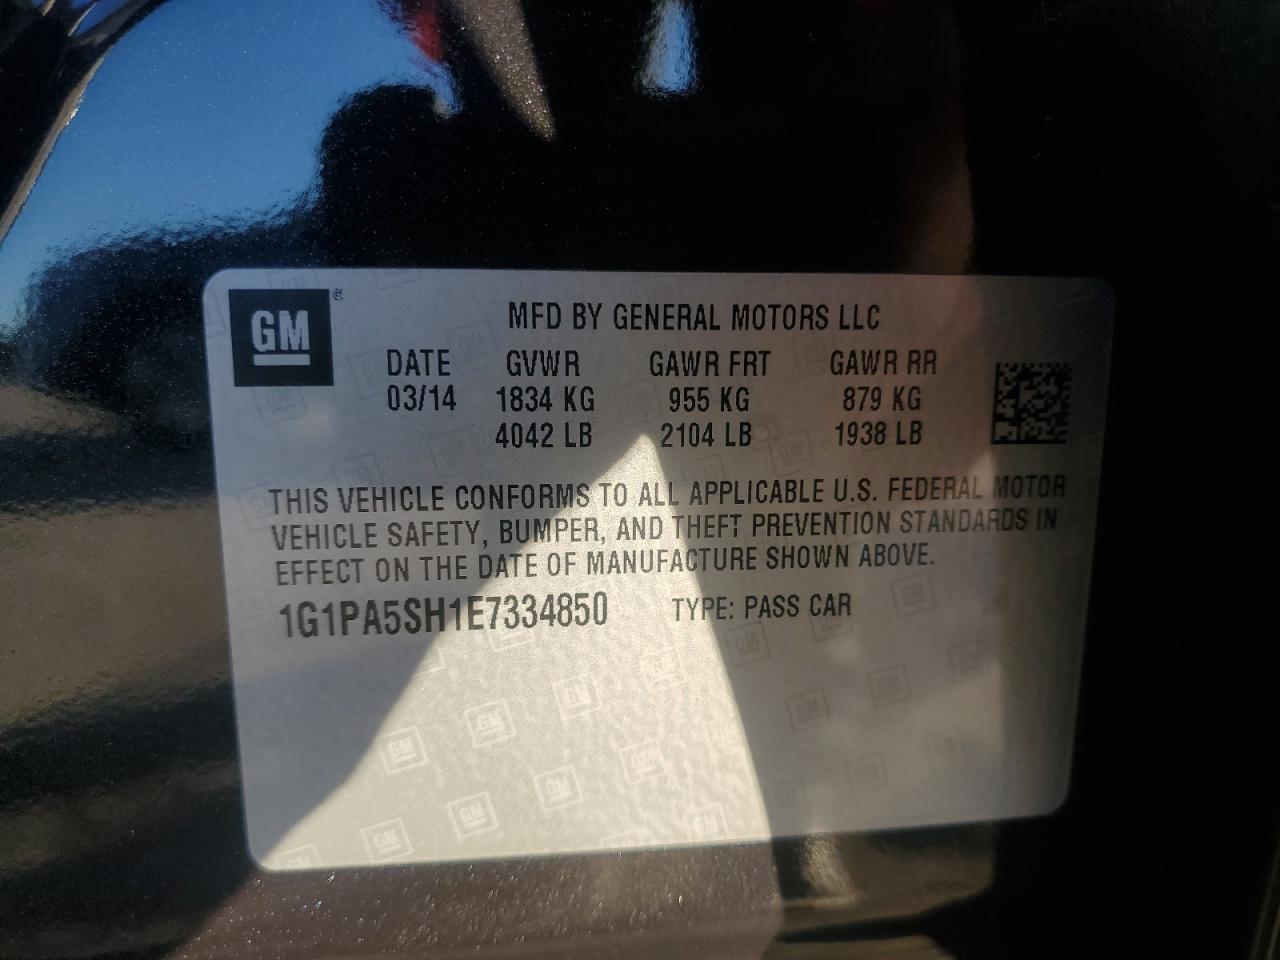 GM ®
MFD BY GENERAL MOTORS LLC
DATE GVWR GAWR FRT GAWR RR
03/14 1834 KG 955 KG 879 KG
4042 LB 2104 LB 1938 LB
THIS VEHICLE CONFORMS TO ALL APPLICABLE U.S. FEDERAL MOTOR
VEHICLE SAFETY, BUMPER, AND THEFT PREVENTION STANDARDS IN
EFFECT ON THE DATE OF MANUFACTURE SHOWN ABOVE.
1G1PA5SH1E7334850 TYPE: PASS CAR